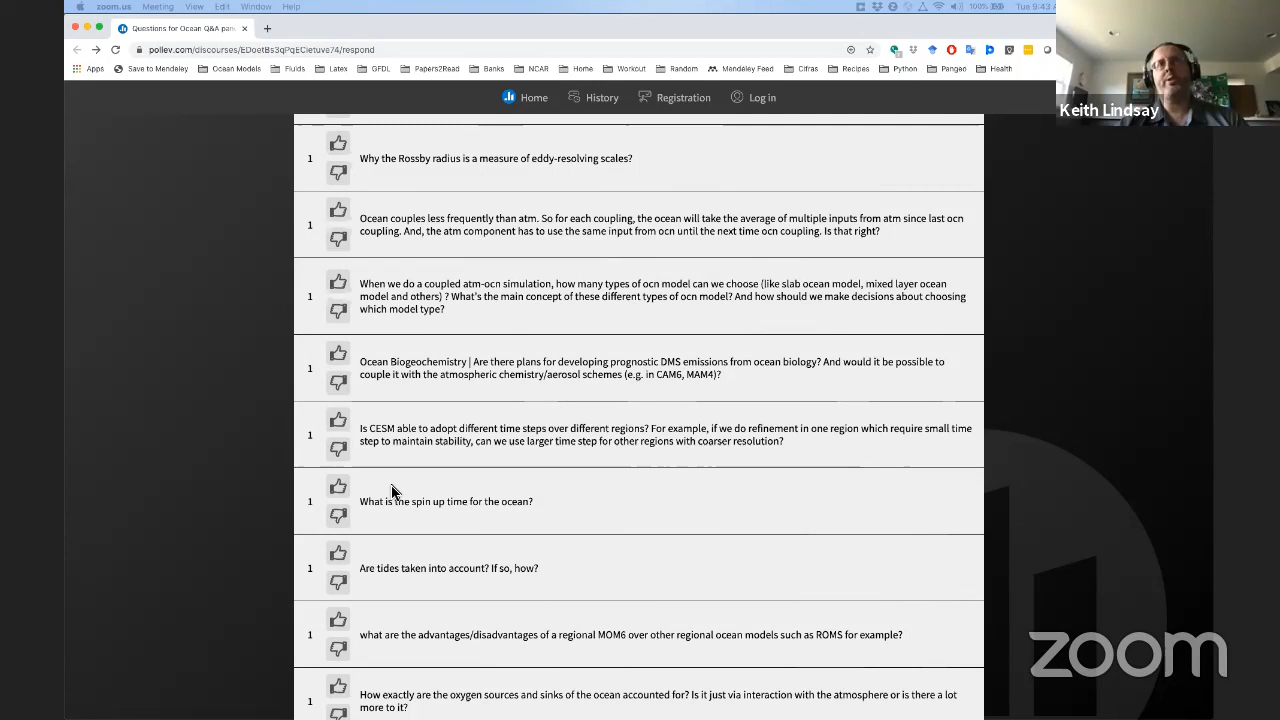 zoom.us Meeting View Edit Window Help
100%
Tue 9:43 A
Questions for Ocean Q&A pan
pollev.com/discourses/EDoetBs3qPqECietuve74/respond
Apps Save to Mendeley Ocean Models Fluids Latex GFDL Papers2Read Banks NCAR Home Workout Random Mendeley Feed Cifras Recipes Python Pangeo Health
Home History Registration Log in
Keith Lindsay
1 Why the Rossby radius is a measure of eddy-resolving scales?
Ocean couples less frequently than atm. So for each coupling, the ocean will take the average of multiple inputs from atm since last ocn
1 coupling. And, the atm component has to use the same input from ocn until the next time ocn coupling. Is that right?
When we do a coupled atm-ocn simulation, how many types of ocn model can we choose (like slab ocean model, mixed layer ocean
1 model and others) ? What's the main concept of these different types of ocn model? And how should we make decisions about choosing
which model type?
Ocean Biogeochemistry | Are there plans for developing prognostic DMS emissions from ocean biology? And would it be possible to
1 couple it with the atmospheric chemistry/aerosol schemes (e.g. in CAM6, MAM4)?
Is CESM able to adopt different time steps over different regions? For example, if we do refinement in one region which require small time
1 step to maintain stability, can we use larger time step for other regions with coarser resolution?
1 What is the spin up time for the ocean?
1 Are tides taken into account? If so, how?
1 what are the advantages/disadvantages of a regional MOM6 over other regional ocean models such as ROMS for example?
How exactly are the oxygen sources and sinks of the ocean accounted for? Is it just via interaction with the atmosphere or is there a lot
1 more to it?
zoom